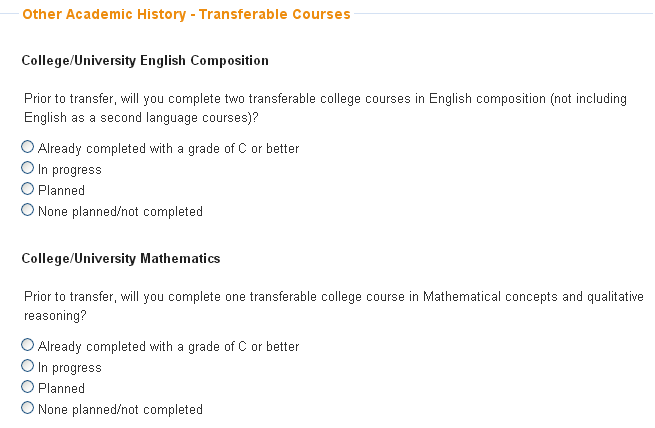 Other Academic History - Transferable Courses
College/University English Composition
Prior to transfer, will you complete two transferable college courses in English composition (not including
English as a second language courses)?
Already completed with a grade of C or better
In progress
Planned
None planned/not completed
College/University Mathematics
Prior to transfer, will you complete one transferable college course in Mathematical concepts and qualitative
reasoning?
Already completed with a grade of C or better
In progress
Planned
None planned/not completed